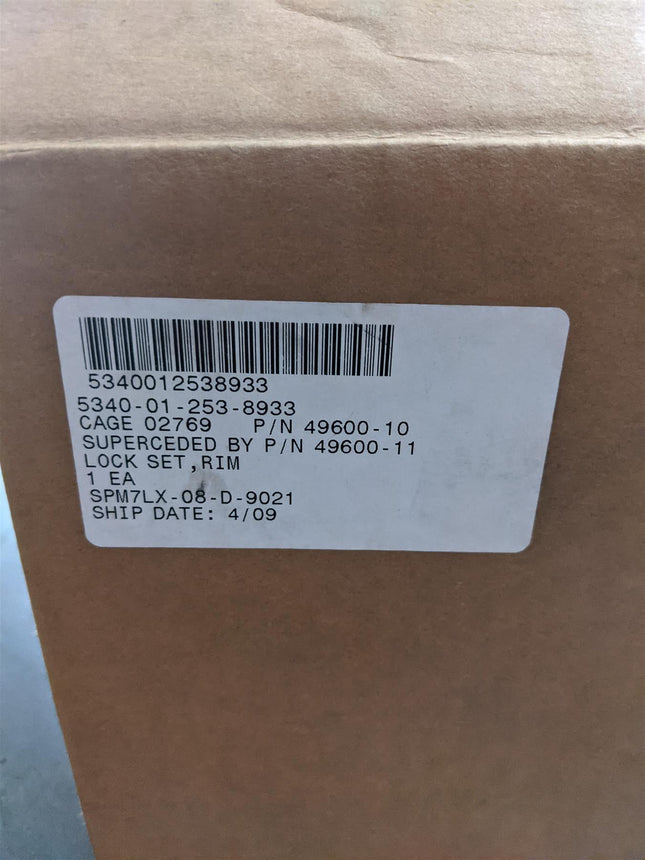 5340012538933
5340-01-253-8933
CAGE 02769 P/N 49600-10
SUPERCEDED BY P/N 49600-11
LOCK SET,RIM
1 EA
SPM7LX-08-D-9021
SHIP DATE: 4/09